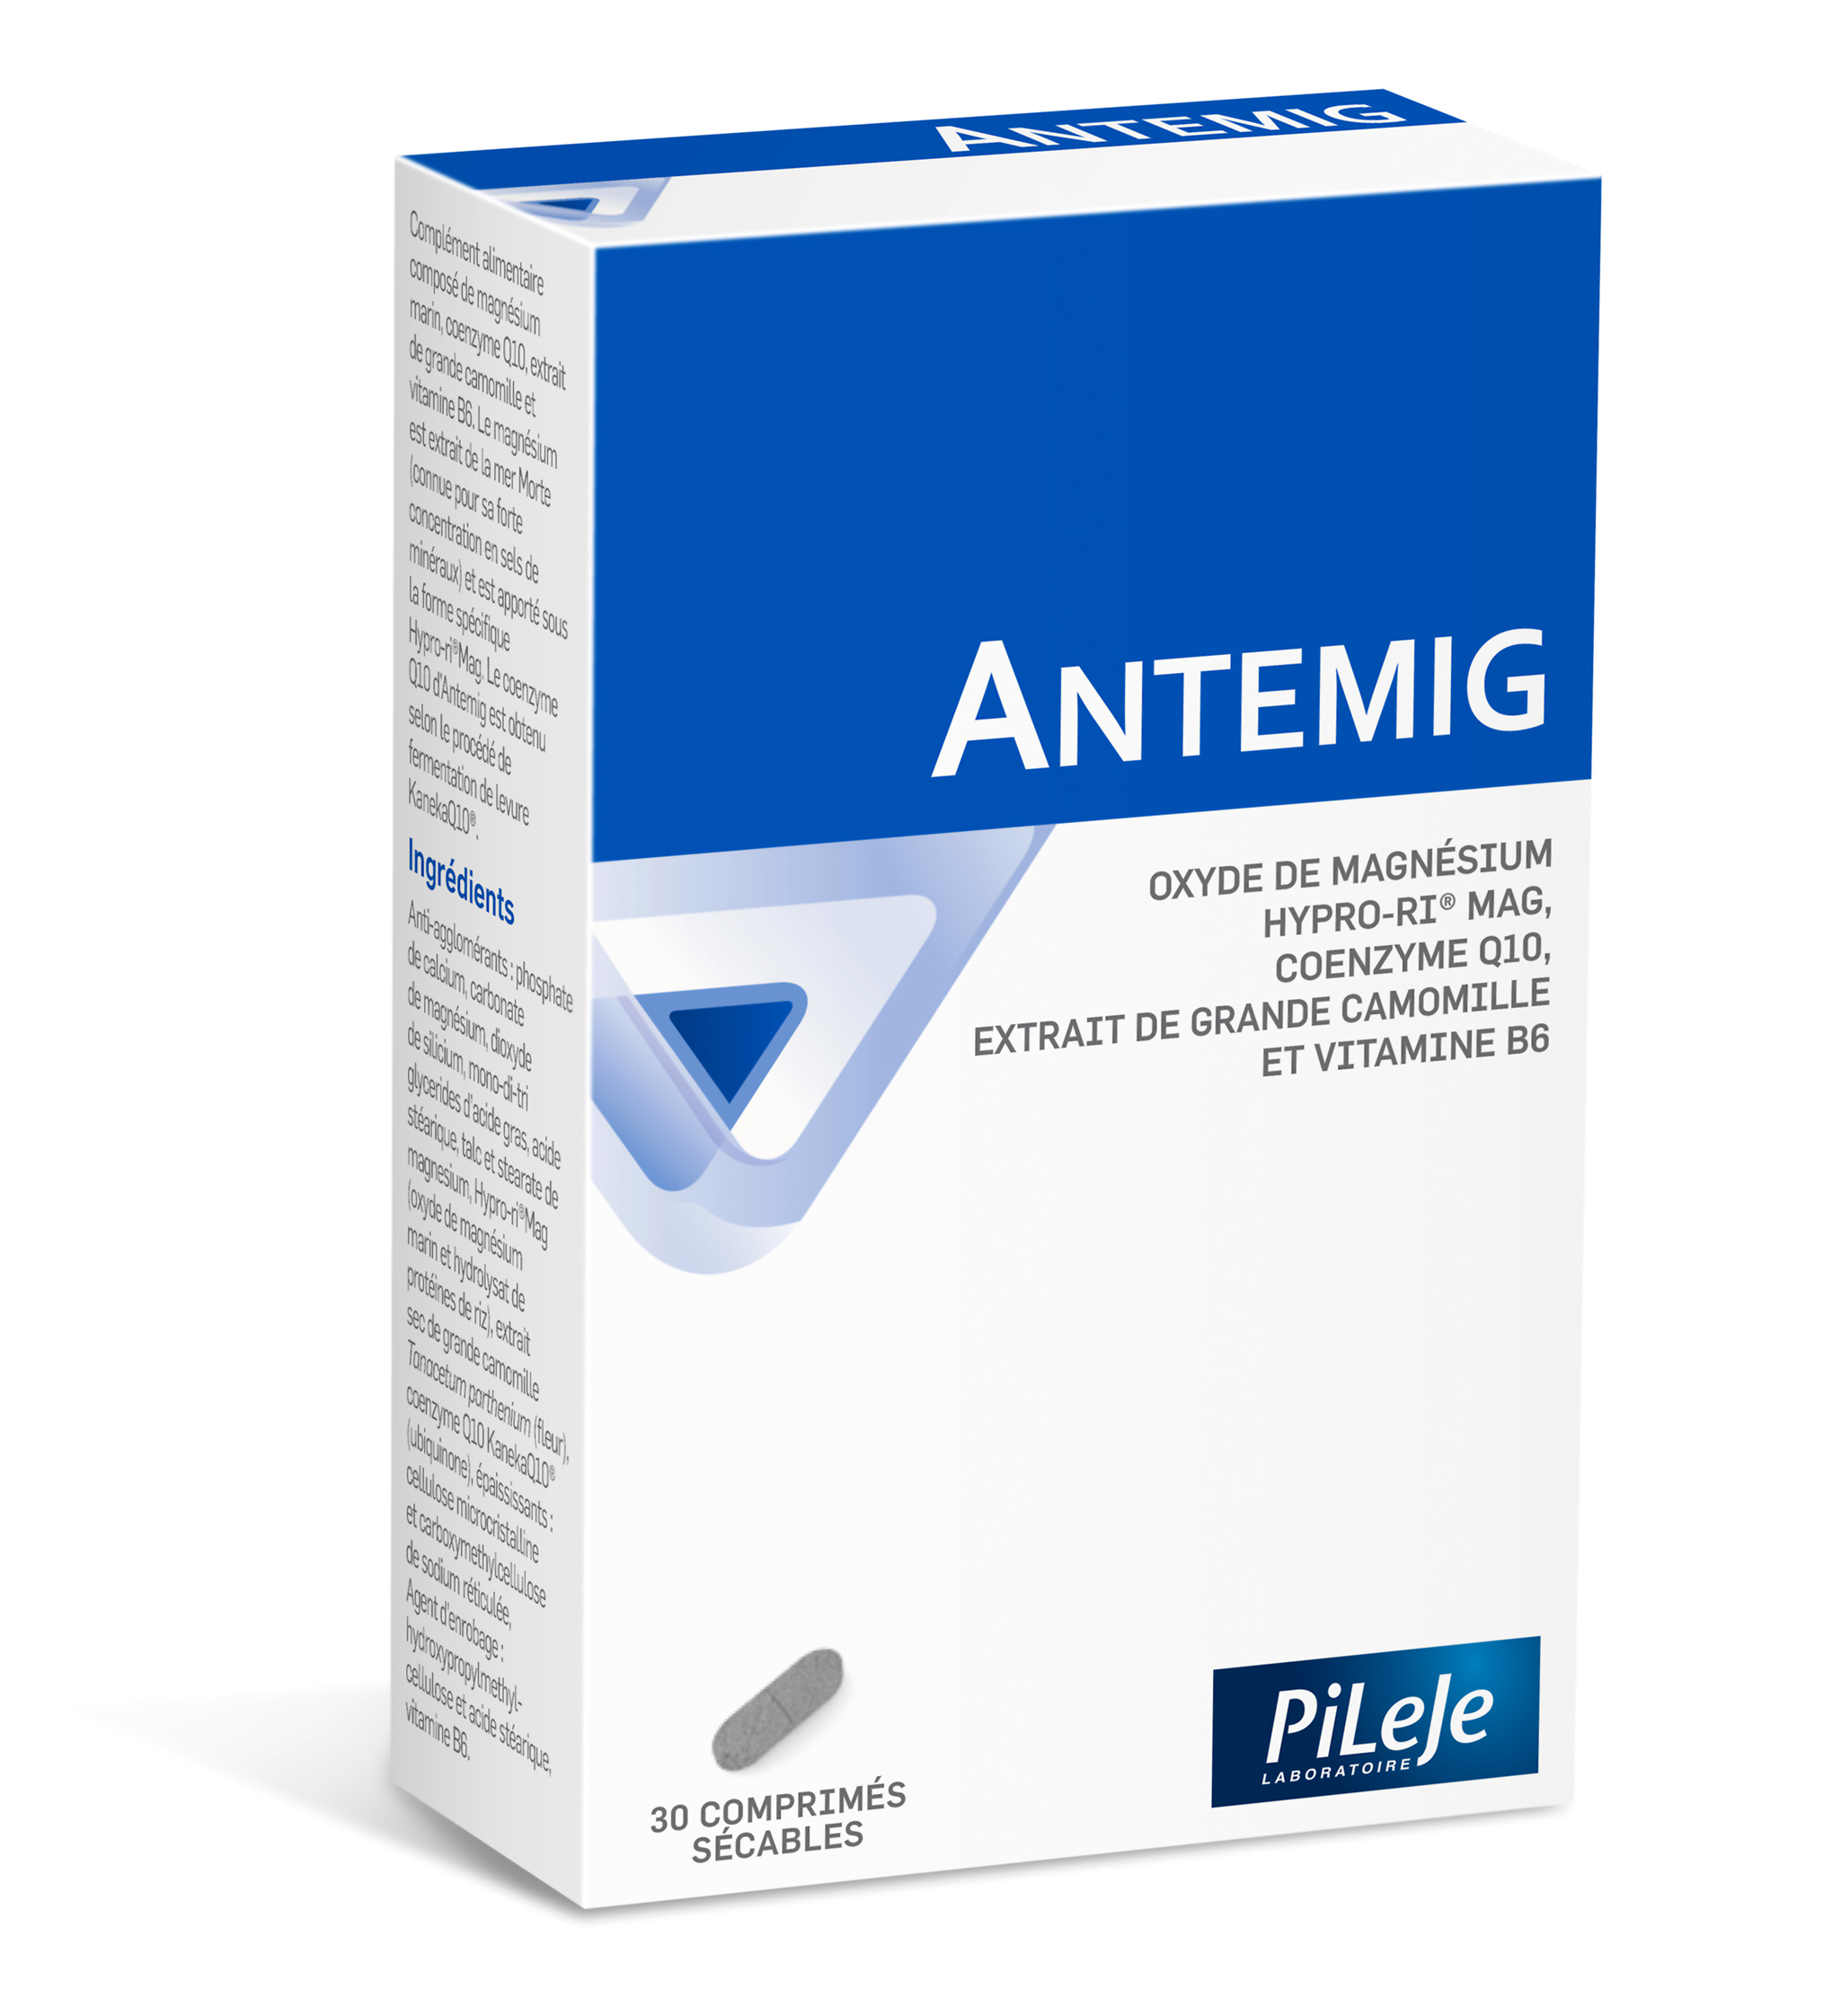 ANTEMIG
Complément alimentaire
composé de magnésium
marin, coenzyme Q10, extrait
de grande camomille et
vitamine B6. Le magnésium
est extrait de la mer Morte
(connue pour sa forte
concentration en sels de
minéraux) et est apporté sous
la forme spécifique
Hypro-ri®Mag. Le coenzyme
Q10 d'Antemig est obtenu
selon le procédé de
fermentation de levure
KanekaQ10®.
Ingrédients
Anti-agglomérants : phosphate
de calcium, carbonate
de magnésium, dioxyde
de silicium, mono-di-tri
glycerides d'acide gras, acide
stéarique, talc et stearate de
magnesium, Hypro-ri®Mag
(oxyde de magnésium
marin et hydrolysat de
protéines de riz), extrait
sec de grande camomille
Tanacetum parthenium (fleur),
coenzyme Q10 KanekaQ10®
(ubiquinone), épaississants :
cellulose microcristalline
et carboxymethylcellulose
de sodium réticulée,
Agent d'enrobage :
hydroxypropylmethyl-
cellulose et acide stéarique,
vitamine B6.
ANTEMIG
OXYDE DE MAGNÉSIUM
HYPRO-RI® MAG,
COENZYME Q10,
EXTRAIT DE GRANDE CAMOMILLE
ET VITAMINE B6
30 COMPRIMÉS
SÉCABLES
PiLeJe
LABORATOIRE